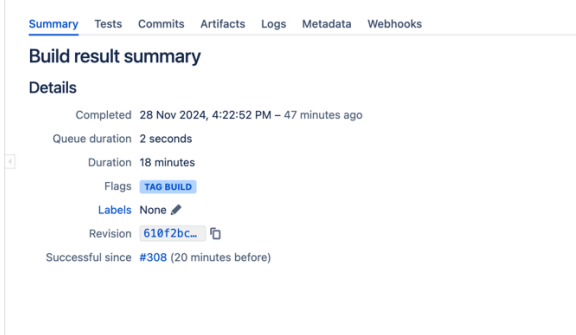 Summary Tests Commits Artifacts Logs Metadata Webhooks
Build result summary
Details
Completed 28 Nov 2024, 4:22:52 PM – 47 minutes ago
Queue duration 2 seconds
Duration 18 minutes
Flags TAG BUILD
Labels None
Revision 610f2bc…
Successful since #308 (20 minutes before)